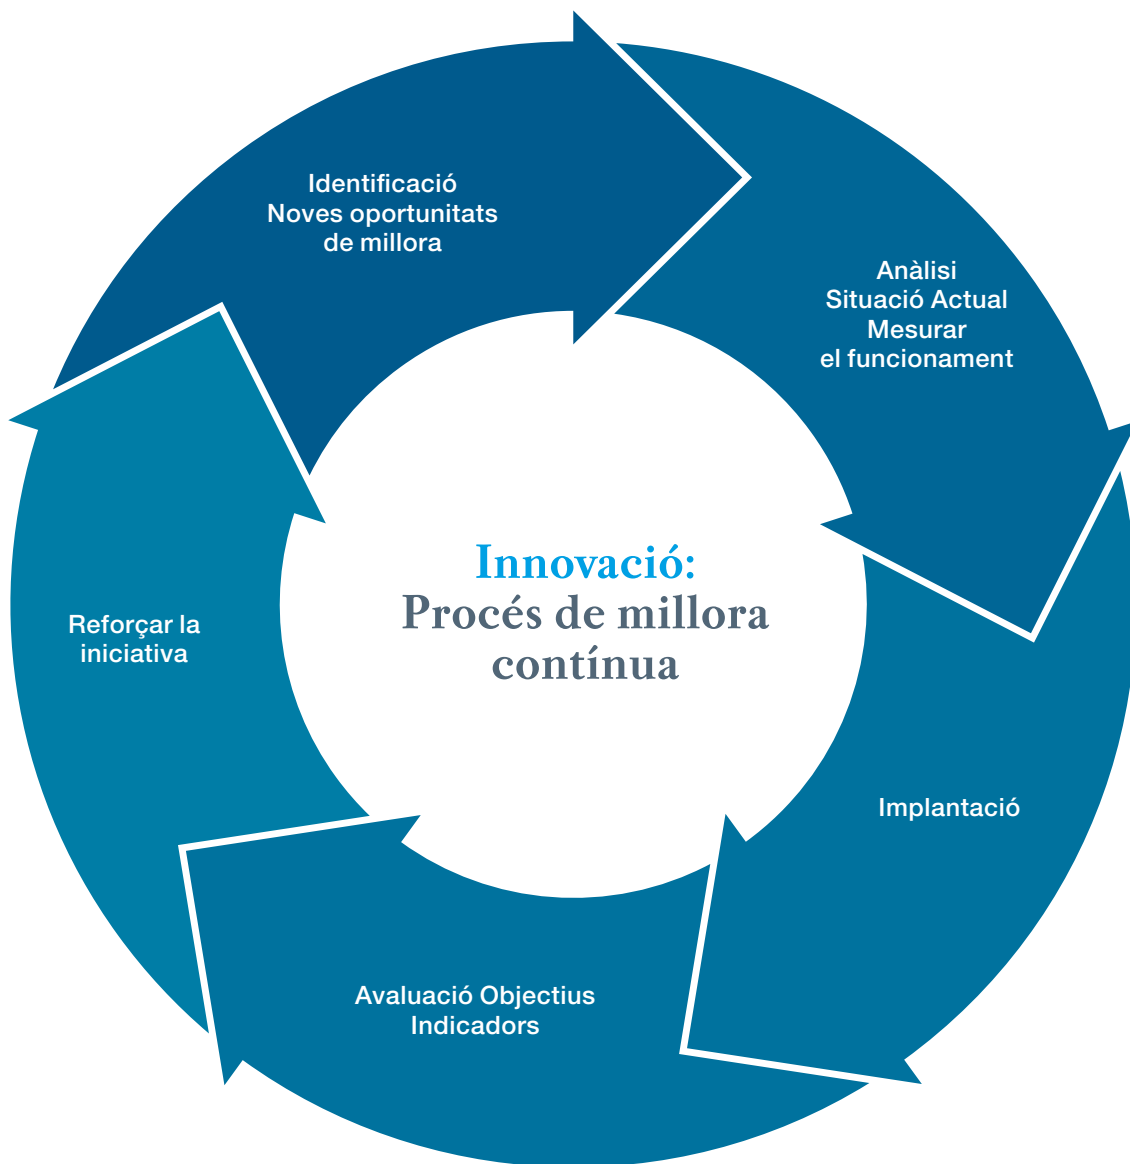 Identificació
Noves oportunitats
de millora
Anàlisi
Situació Actual
Mesurar
el funcionament
Innovació:
Procés de millora
contínua
Reforçar la
iniciativa
Implantació
Avaluació Objectius
Indicadors